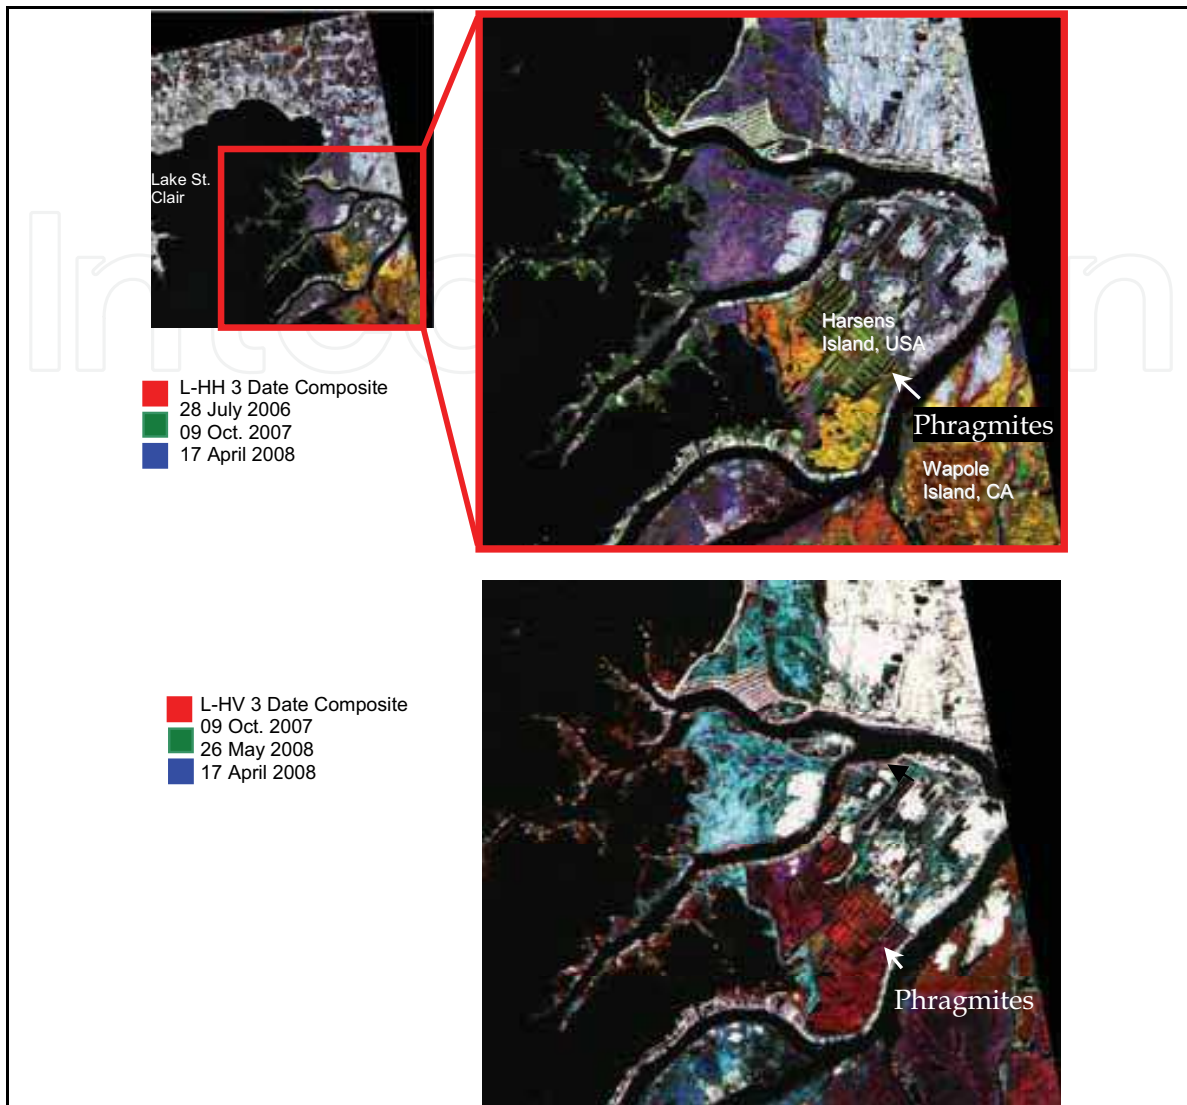 Lake St.
Clair
L-HH 3 Date Composite
28 July 2006
09 Oct. 2007
17 April 2008
Harsens
Island, USA
Phragmites
Wapole
Island, CA
L-HV 3 Date Composite
09 Oct. 2007
26 May 2008
17 April 2008
Phragmites